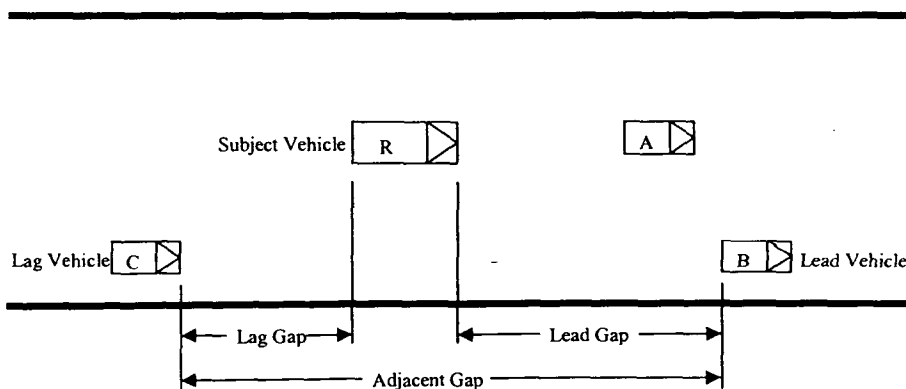 Subject Vehicle
R
A
Lag Vehicle
C
B
Lead Vehicle
Lag Gap
Lead Gap
Adjacent Gap